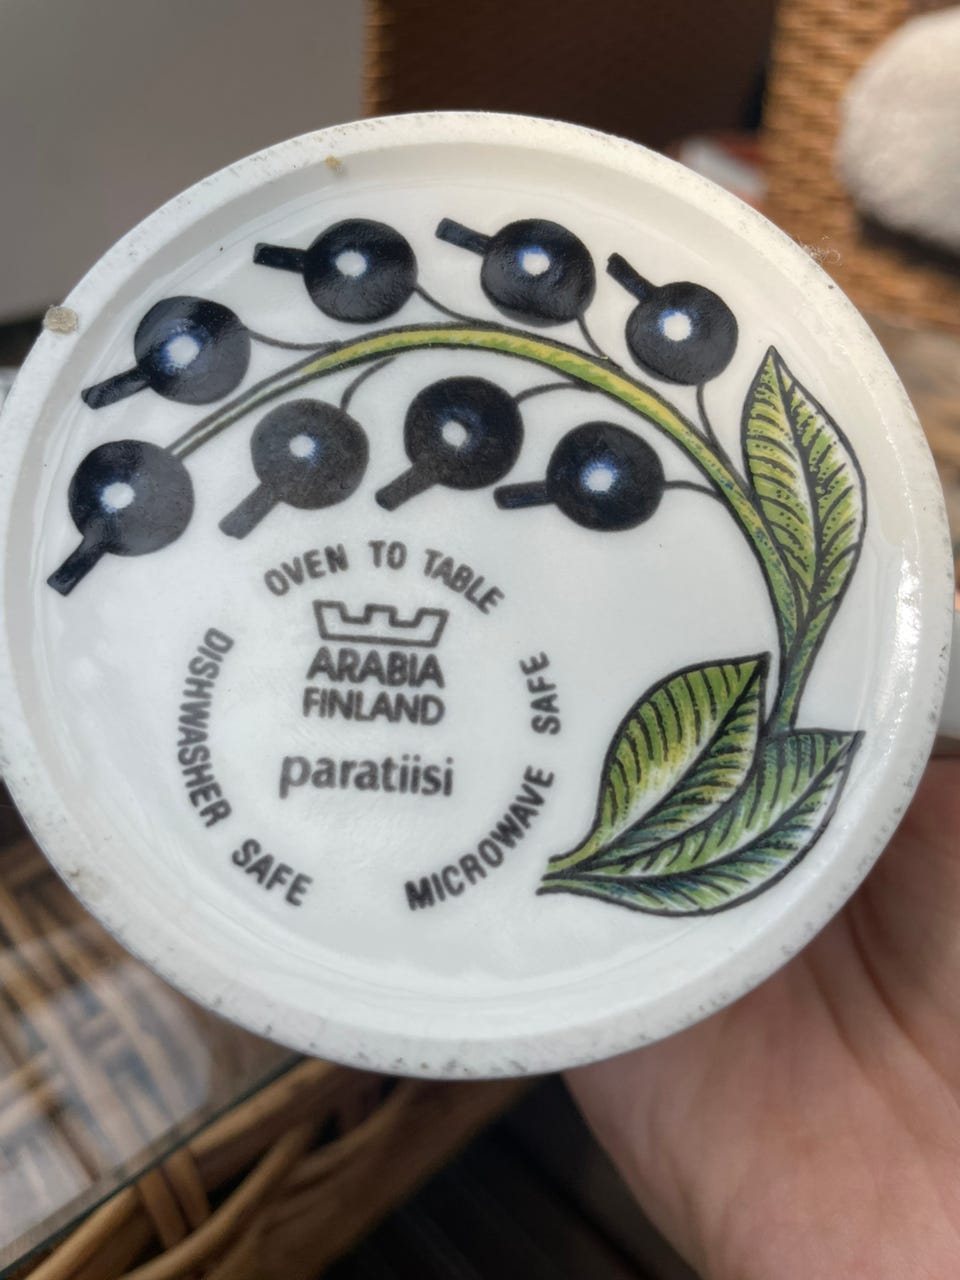 OVEN TO TABLE
ARABIA
FINLAND
paratiisi
DISHWASHER SAFE
MICROWAVE SAFE